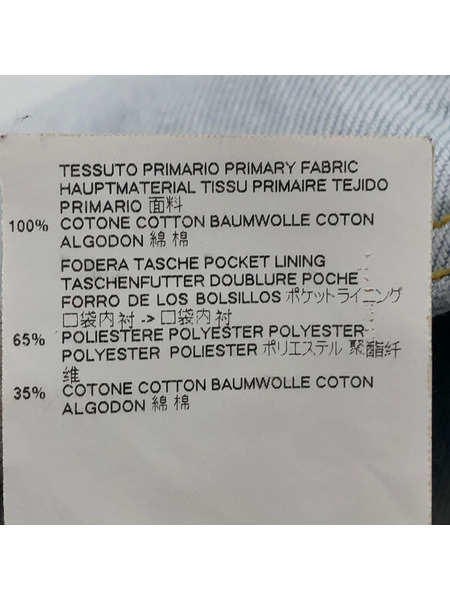 TESSUTO PRIMARIO PRIMARY FABRIC
HAUPTMATERIAL TISSU PRIMAIRE TEJIDO
PRIMARIO 面料
100% COTONE COTTON BAUMWOLLE COTON
ALGODON 綿 棉
FODERA TASCHE POCKET LINING
TASCHENFUTTER DOUBLURE POCHE
FORRO DE LOS BOLSILLOS ポケットライニング
口袋内衬 -> 口袋内衬
65% POLIESTERE POLYESTER POLYESTER
POLYESTER POLIESTER ポリエステル 聚酯纤
维
35% COTONE COTTON BAUMWOLLE COTON
ALGODON 綿 棉